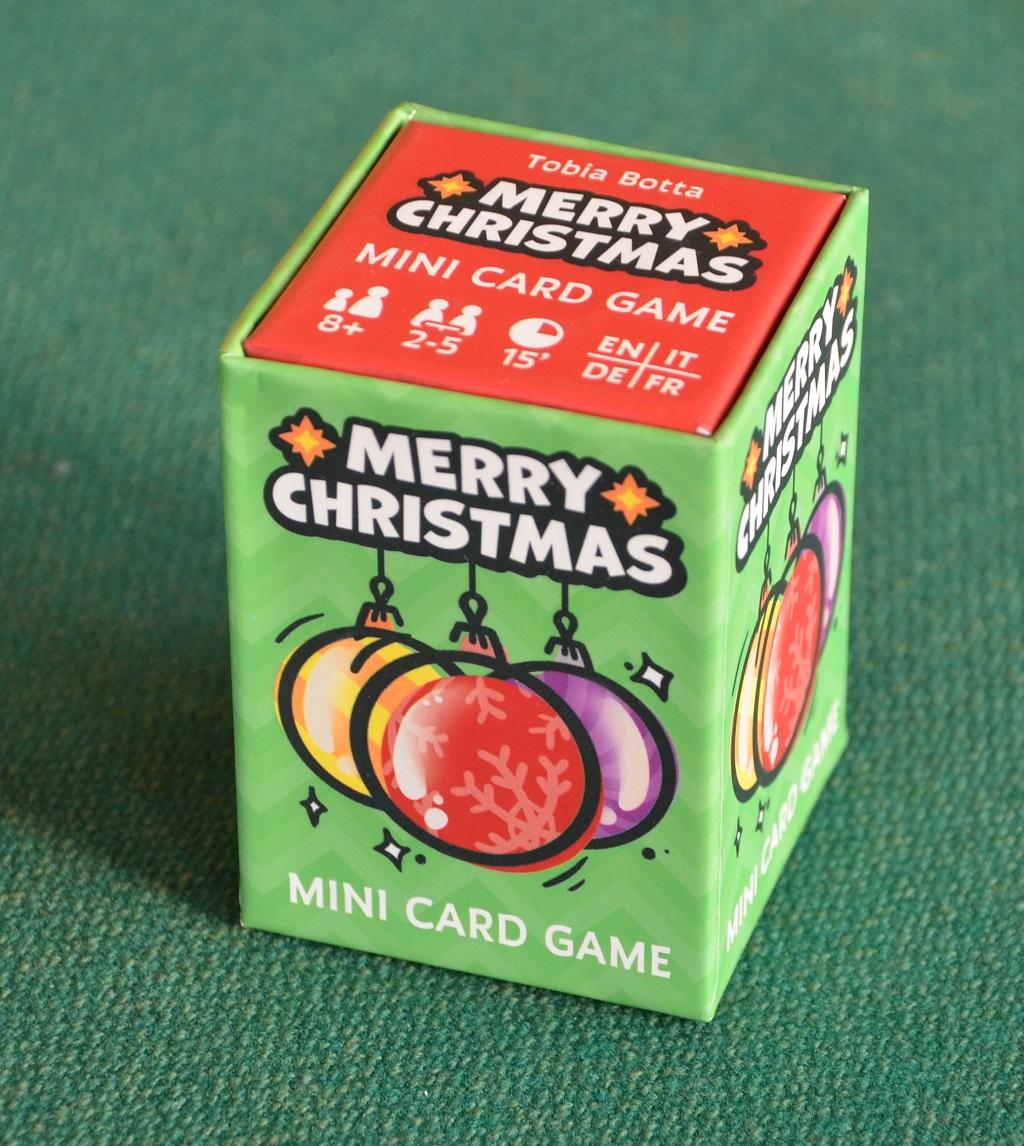 Tobia Botta
MERRY
CHRISTMAS
MINI CARD GAME
8+
2-5
15’
EN IT
DE FR
MERRY
CHRISTMAS
MINI CARD GAME
MERRY
CHRISTMAS
MINI CARD GAME